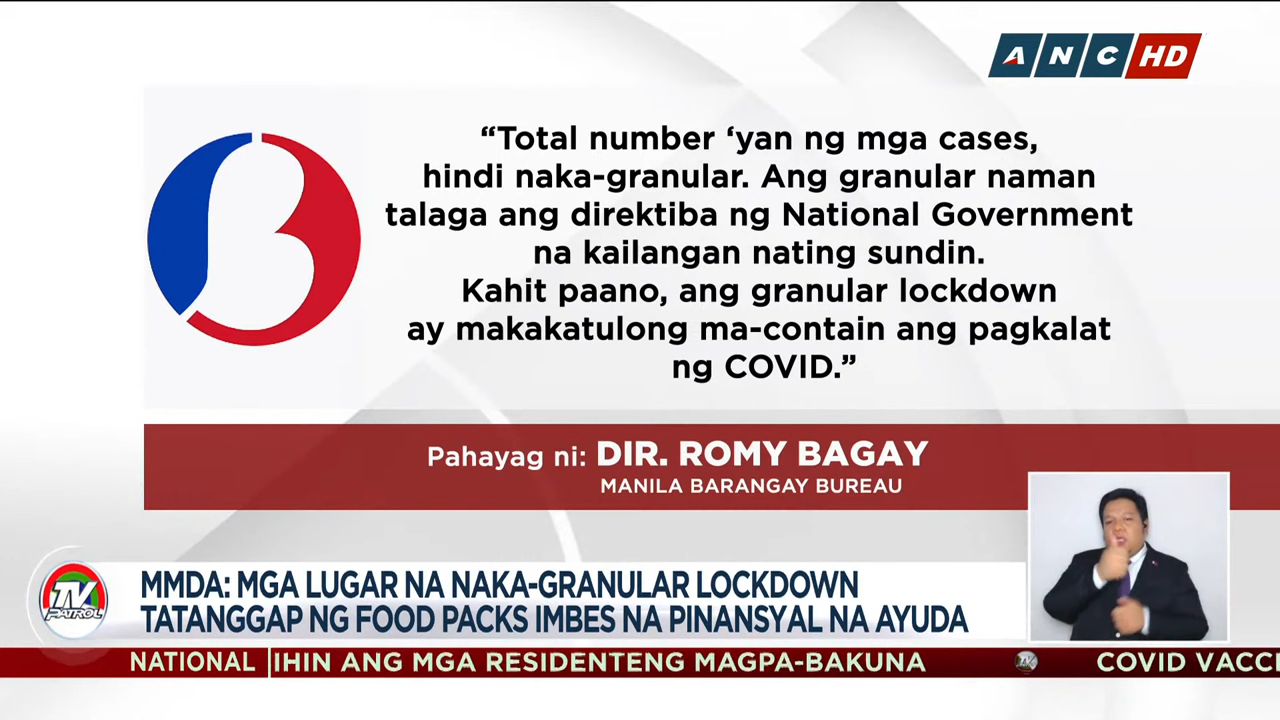 ANC HD
“Total number ‘yan ng mga cases,
hindi naka-granular. Ang granular naman
talaga ang direktiba ng National Government
na kailangan nating sundin.
Kahit paano, ang granular lockdown
ay makakatulong ma-contain ang pagkalat
ng COVID.”
Pahayag ni: DIR. ROMY BAGAY
MANILA BARANGAY BUREAU
TV PATROL
MMDA: MGA LUGAR NA NAKA-GRANULAR LOCKDOWN
TATANGGAP NG FOOD PACKS IMBES NA PINANSYAL NA AYUDA
NATIONAL IHIN ANG MGA RESIDENTENG MAGPA-BAKUNA COVID VACCI